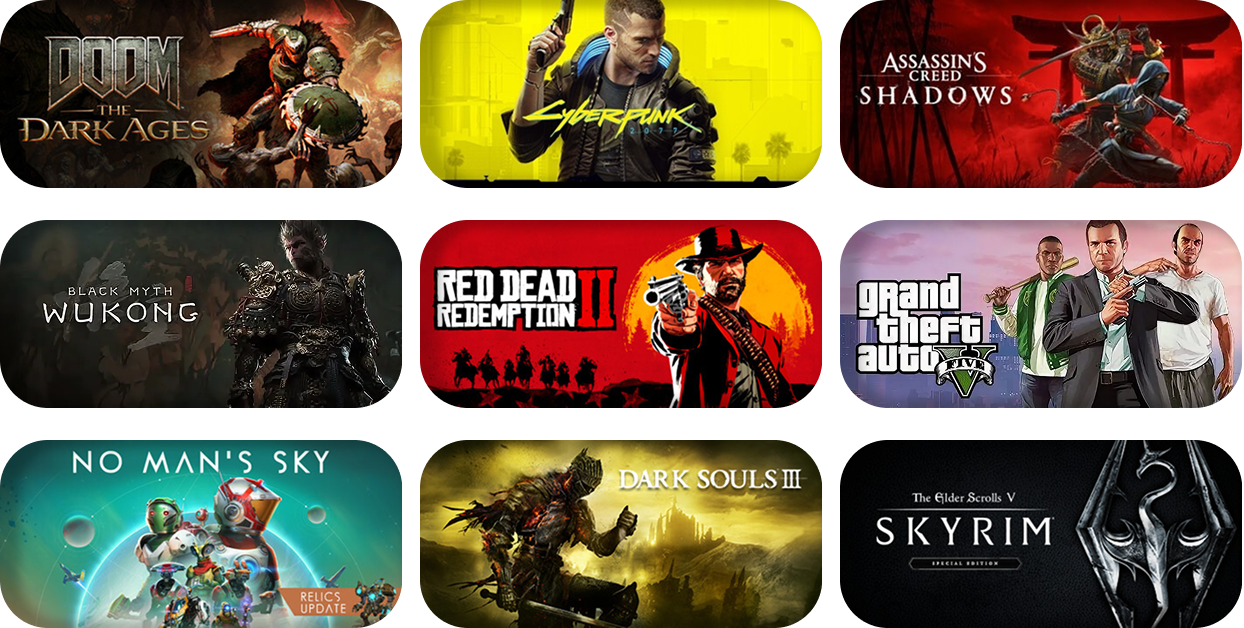 DOOM
THE
DARK AGES
Cyberpunk
2077
ASSASSIN'S
CREED
SHADOWS
BLACK MYTH
WUKONG
RED DEAD
REDEMPTION II
grand
theft
auto V
FIVE
NO MAN'S SKY
RELICS
UPDATE
DARK SOULS III
The Elder Scrolls V
SKYRIM
SPECIAL EDITION